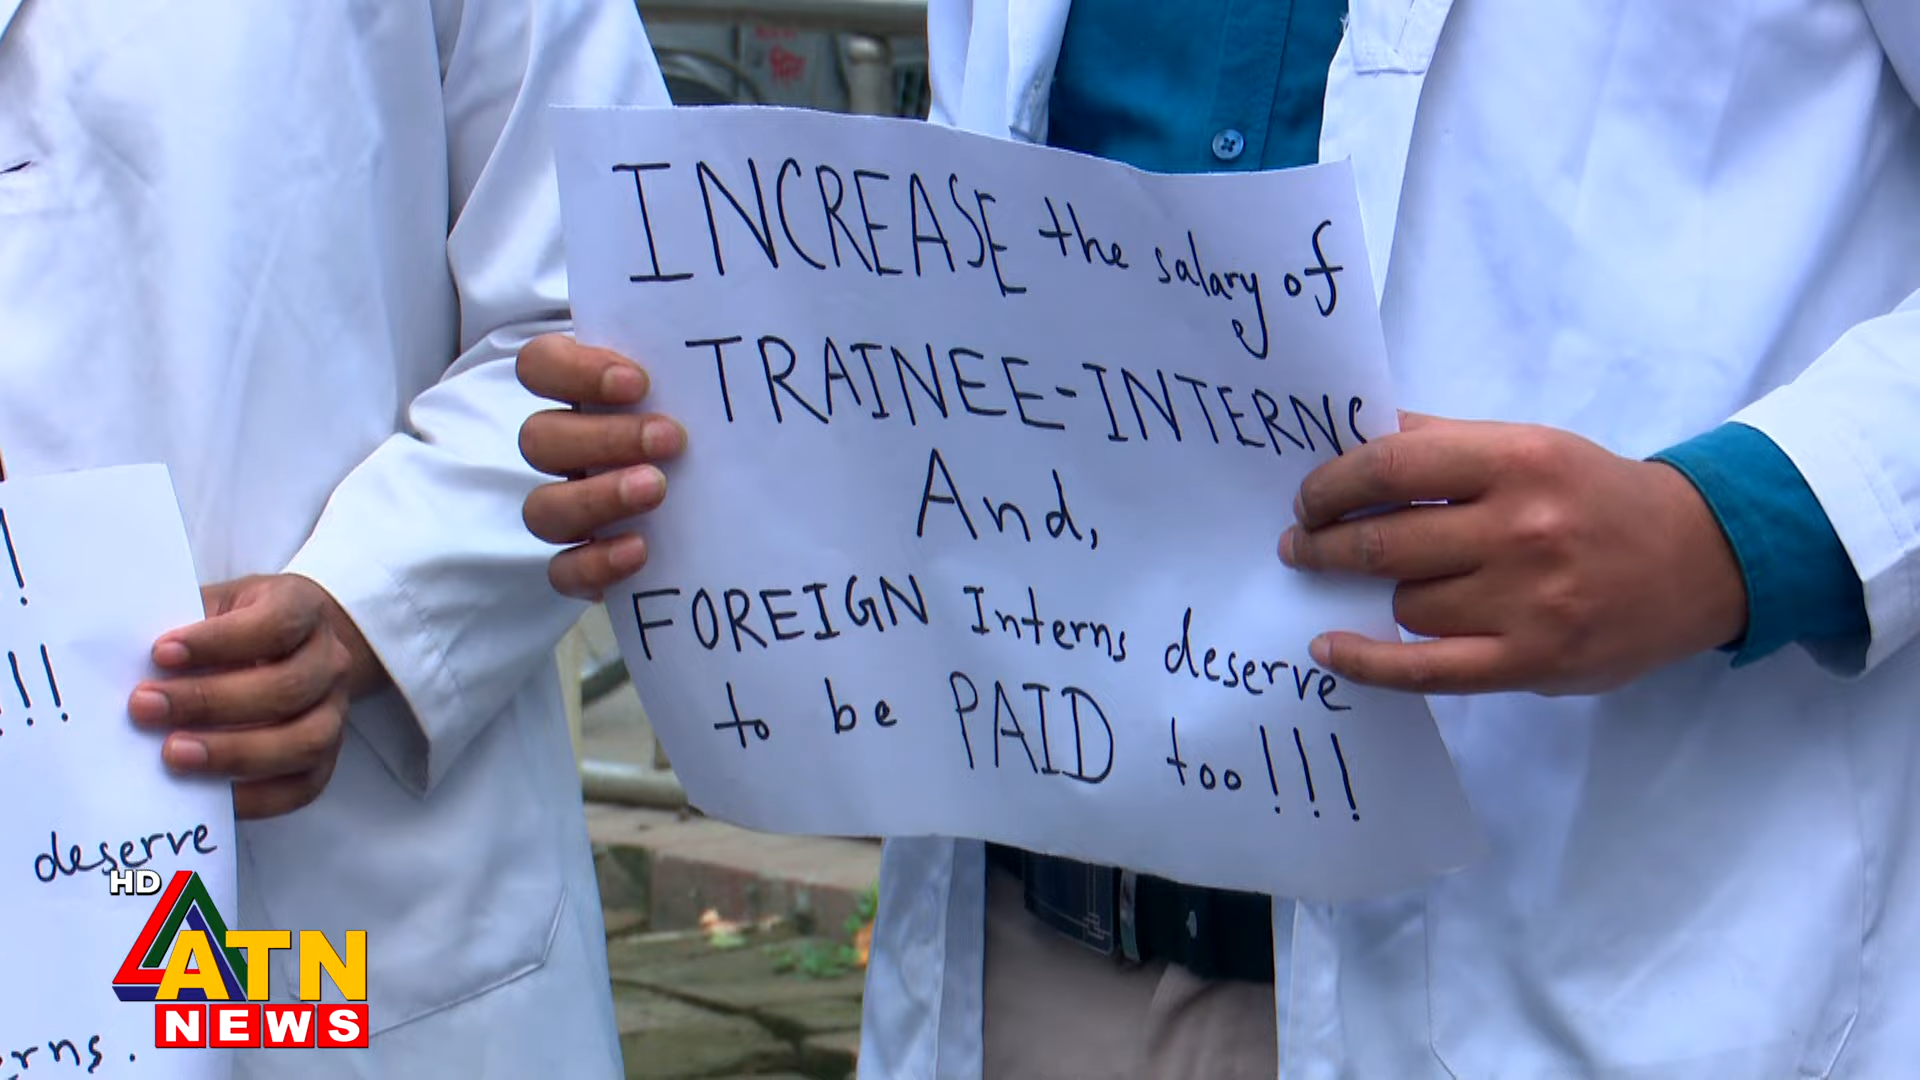 INCREASE the salary of
TRAINEE-INTERNS
And,
FOREIGN Interns deserve
to be PAID too!!!
!
!!!
deserve
rns.
HD
ATN
NEWS